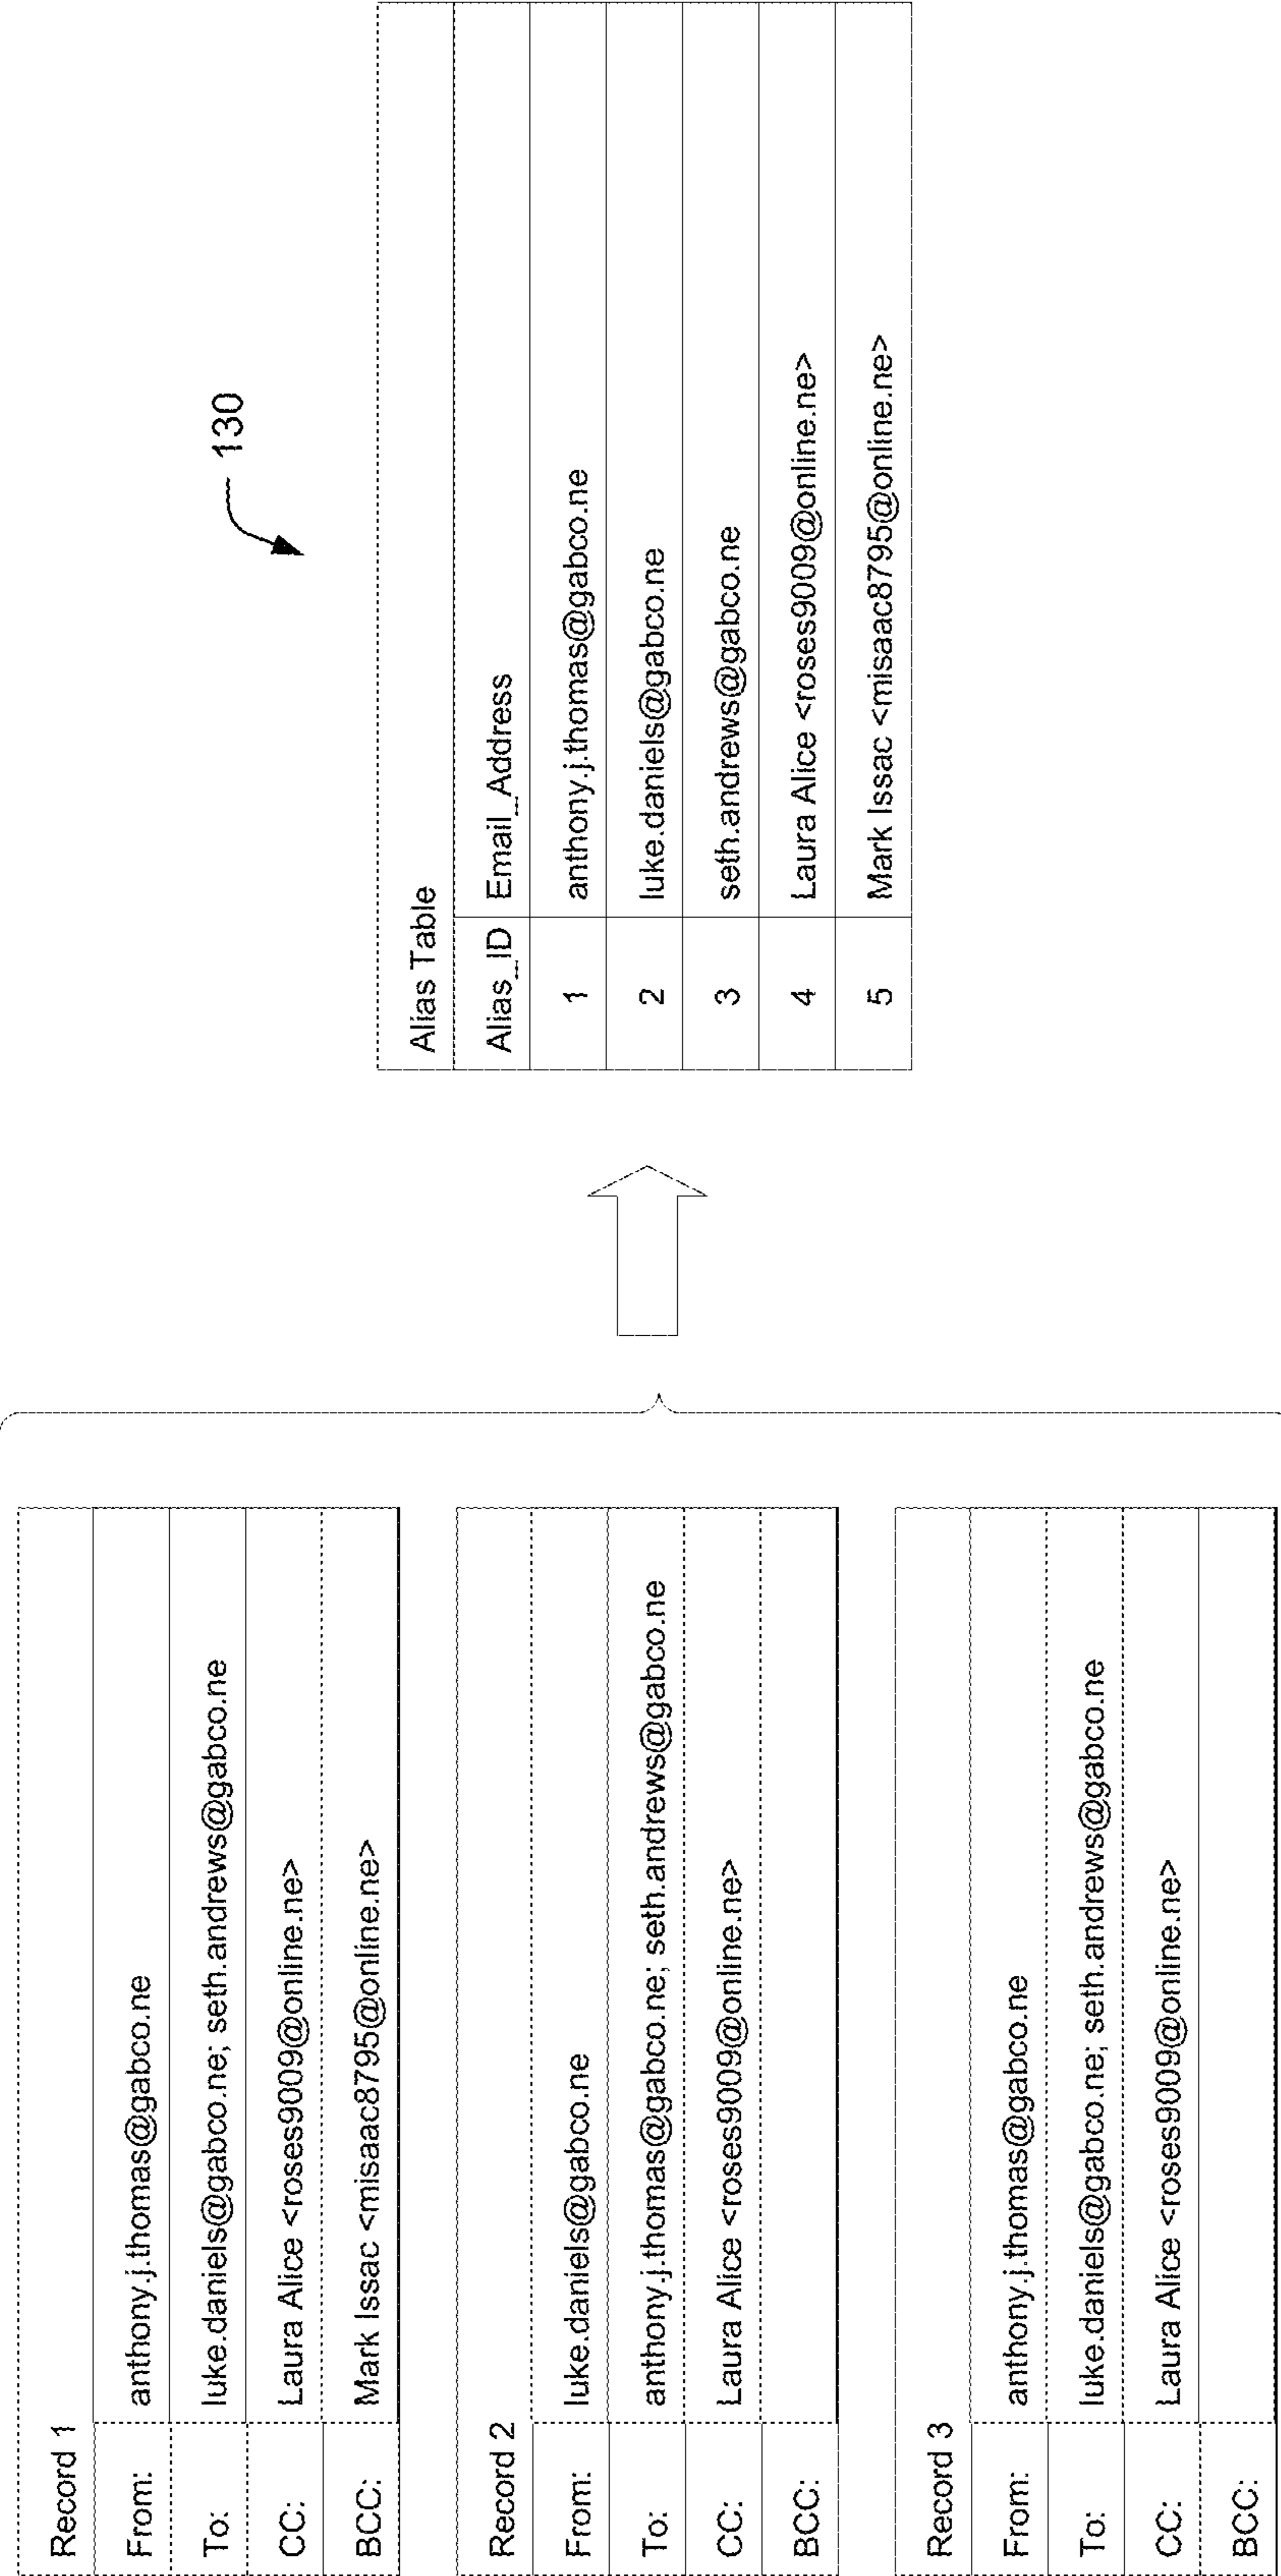 Record 1
From: anthony.j.thomas@gabco.ne
To: luke.daniels@gabco.ne; seth.andrews@gabco.ne
CC: Laura Alice <roses9009@online.ne>
BCC: Mark Issac <misaac8795@online.ne>
Record 2
From: luke.daniels@gabco.ne
To: anthony.j.thomas@gabco.ne; seth.andrews@gabco.ne
CC: Laura Alice <roses9009@online.ne>
BCC:
Record 3
From: anthony.j.thomas@gabco.ne
To: luke.daniels@gabco.ne; seth.andrews@gabco.ne
CC: Laura Alice <roses9009@online.ne>
BCC:
130
Alias Table
Alias_ID Email_Address
1 anthony.j.thomas@gabco.ne
2 luke.daniels@gabco.ne
3 seth.andrews@gabco.ne
4 Laura Alice <roses9009@online.ne>
5 Mark Issac <misaac8795@online.ne>